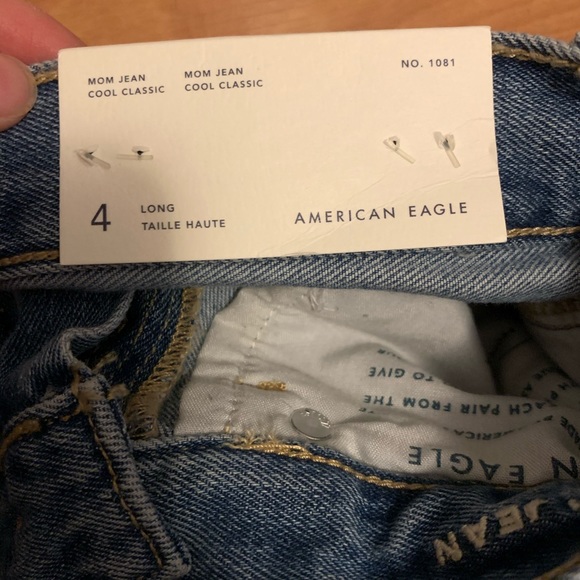 MOM JEAN
COOL CLASSIC
MOM JEAN
COOL CLASSIC
NO. 1081
4
LONG
TAILLE HAUTE
AMERICAN EAGLE
TO GIVE
PAIR FROM THE
EAGLE
JEAN